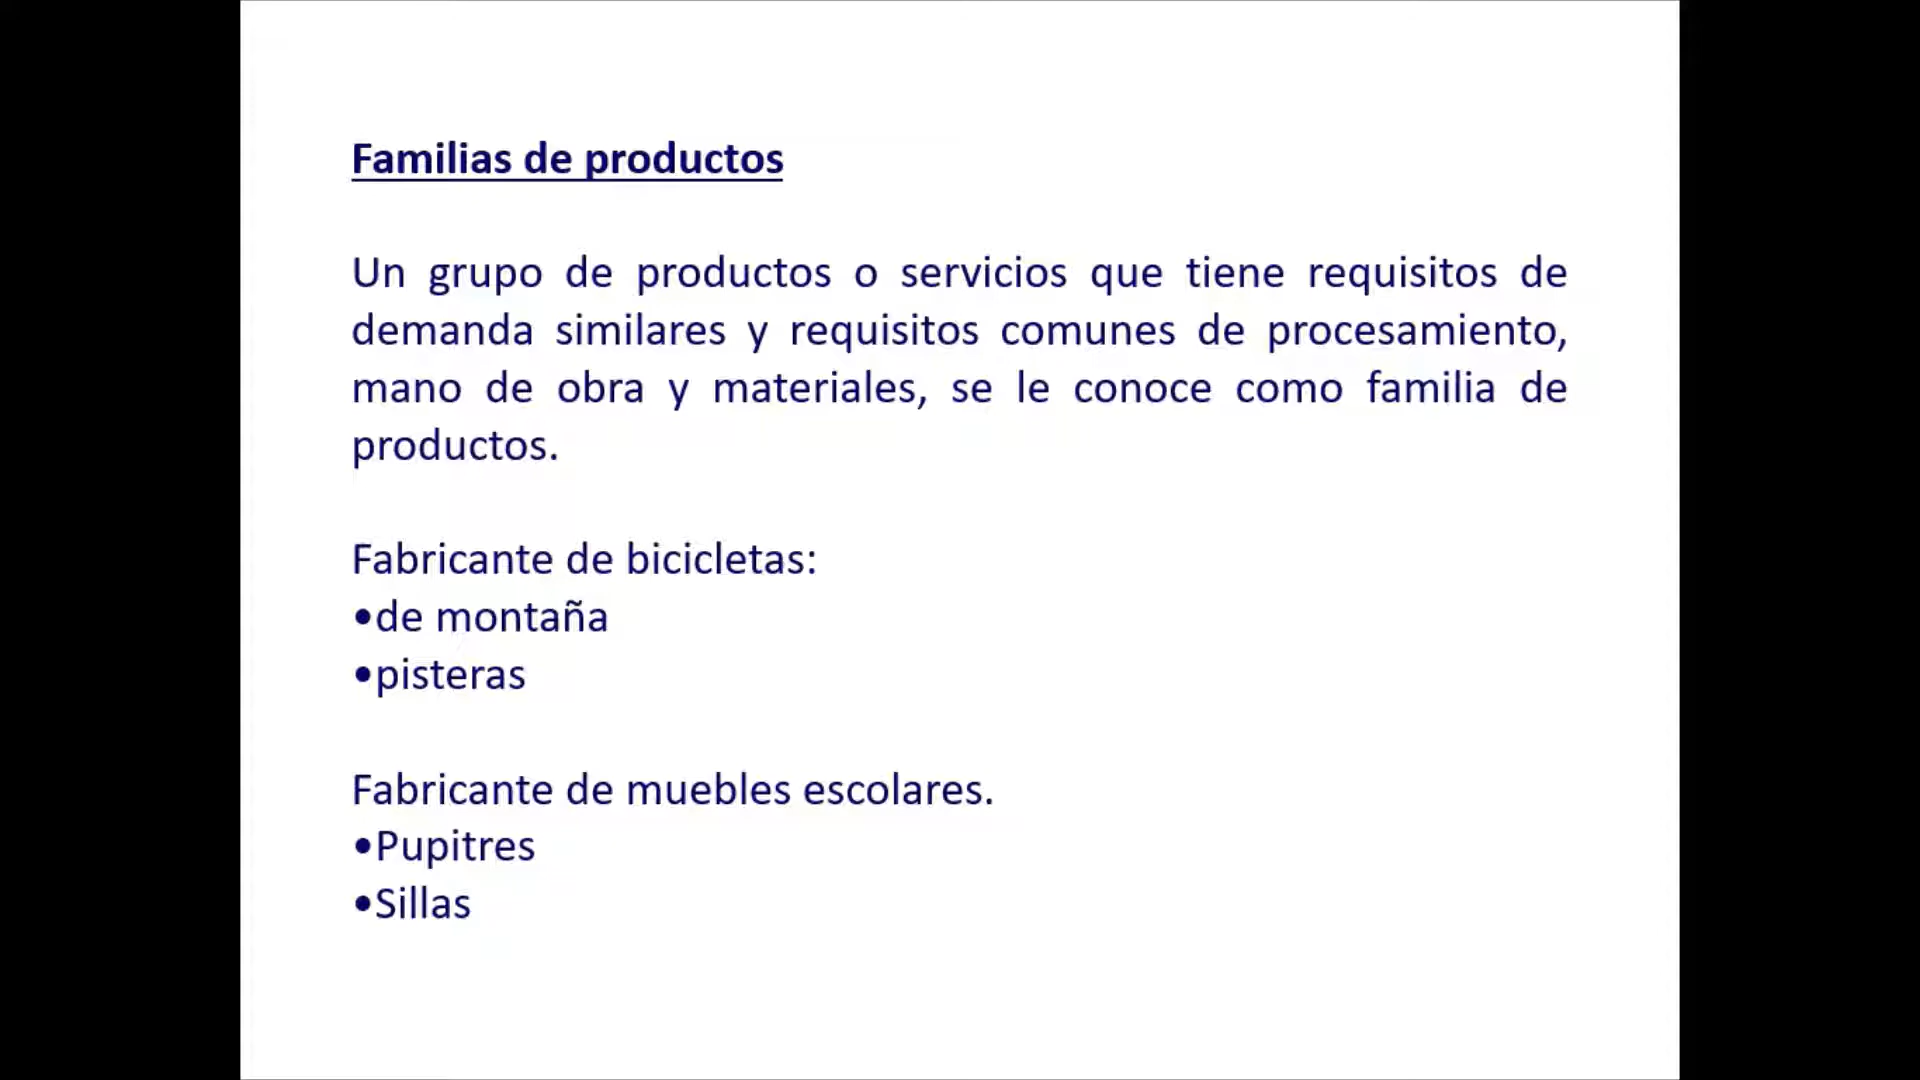 Familias de productos
Un grupo de productos o servicios que tiene requisitos de
demanda similares y requisitos comunes de procesamiento,
mano de obra y materiales, se le conoce como familia de
productos.
Fabricante de bicicletas:
•de montaña
•pisteras
Fabricante de muebles escolares.
•Pupitres
•Sillas